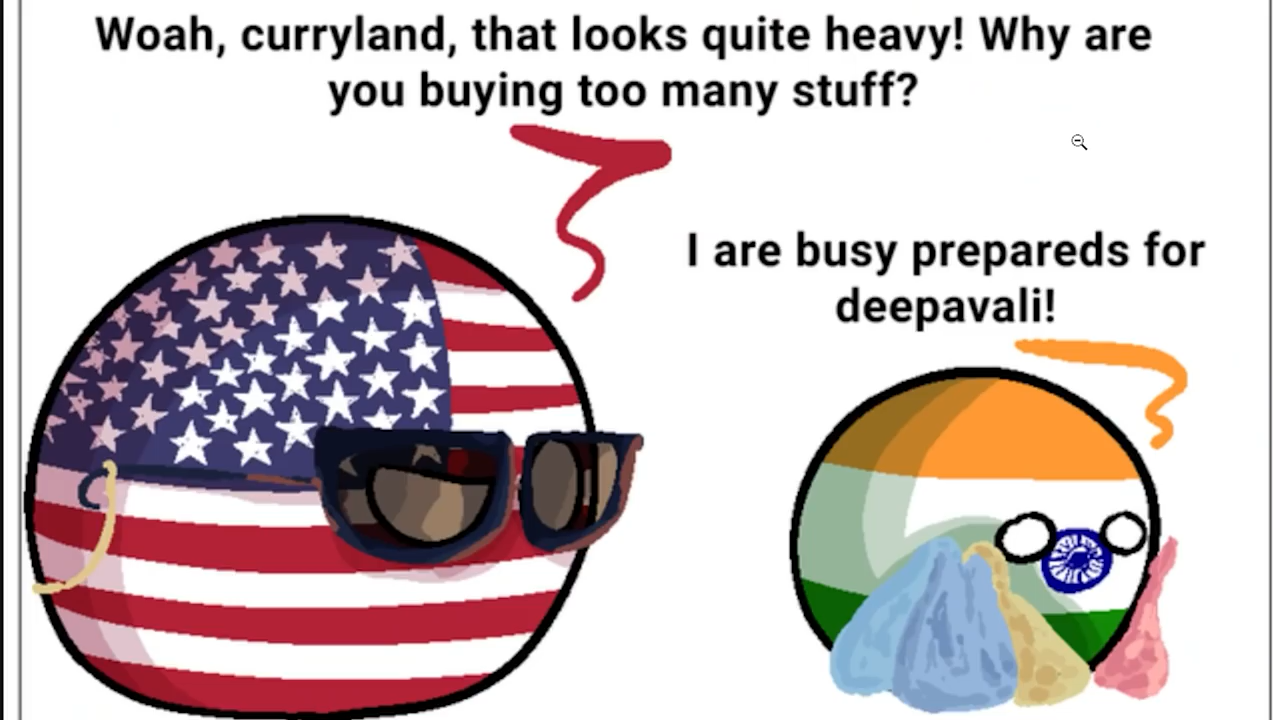 Woah, curryland, that looks quite heavy! Why are
you buying too many stuff?
I are busy prepareds for
deepavali!